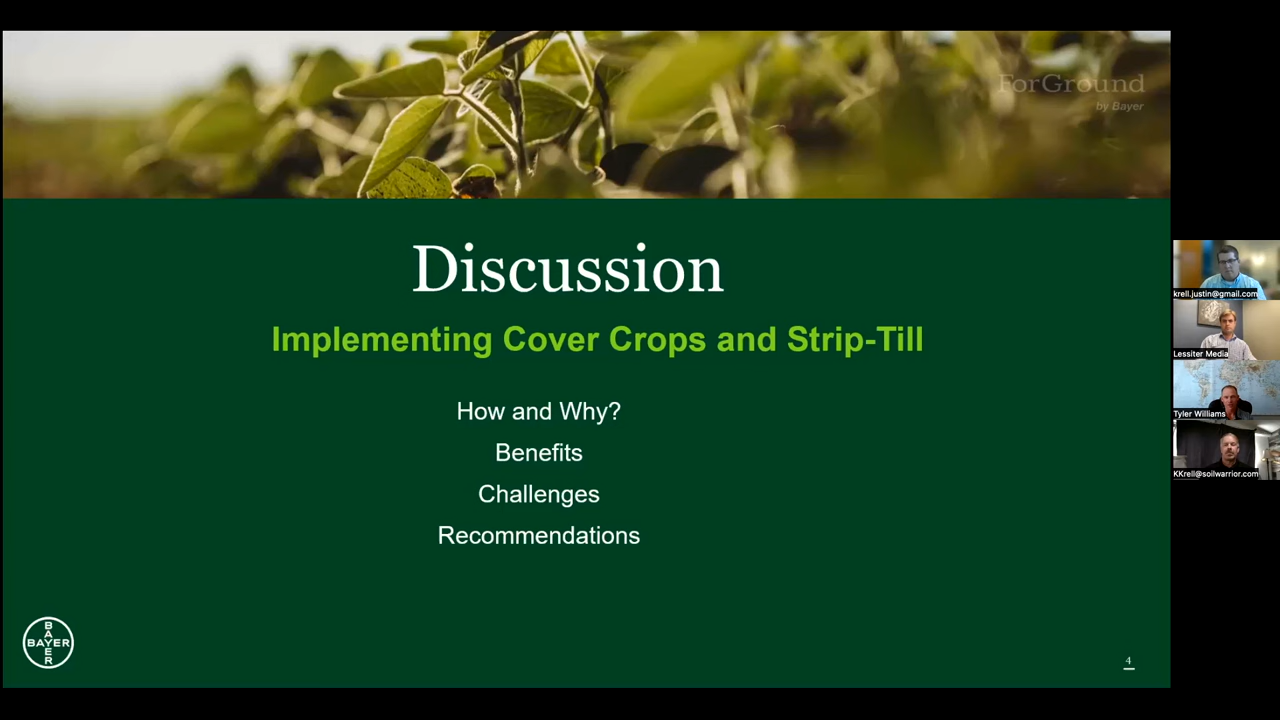 ForGround
by Bayer
Discussion
Implementing Cover Crops and Strip-Till
How and Why?
Benefits
Challenges
Recommendations
BAYER
BAYER
4
krell.justin@gmail.com
Lessiter Media
Tyler Williams
KKrell@soilwarrior.com